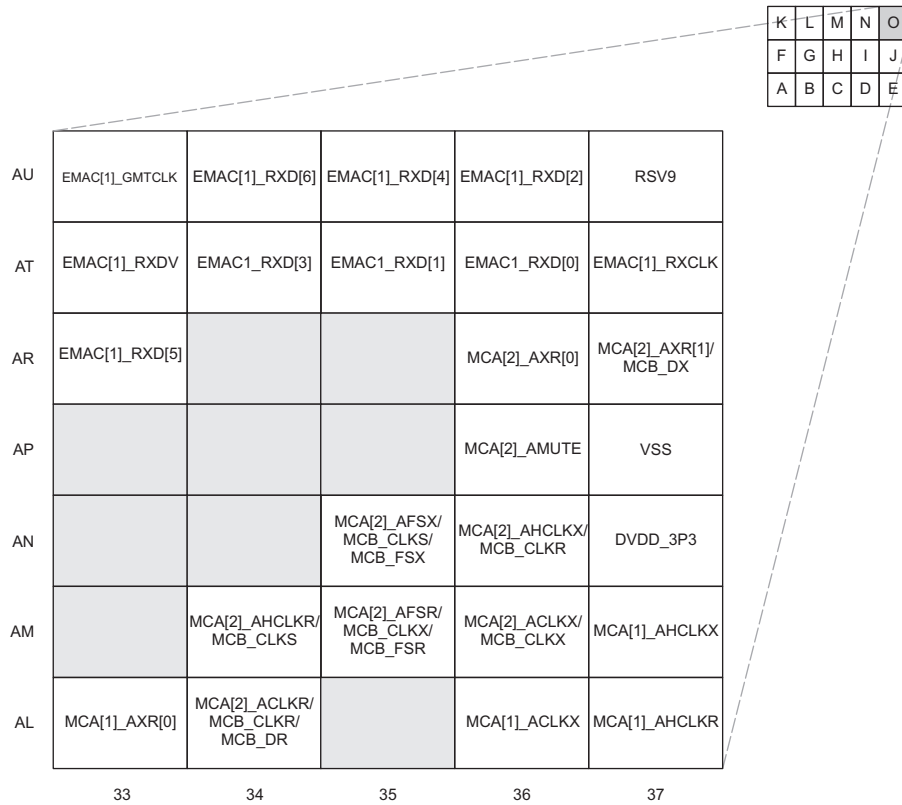 K L M N O
F G H I J
A B C D E
AU EMAC[1]_GMTCLK EMAC[1]_RXD[6] EMAC[1]_RXD[4] EMAC[1]_RXD[2] RSV9
AT EMAC[1]_RXDV EMAC1_RXD[3] EMAC1_RXD[1] EMAC1_RXD[0] EMAC[1]_RXCLK
AR EMAC[1]_RXD[5] MCA[2]_AXR[0] MCA[2]_AXR[1]/
MCB_DX
AP MCA[2]_AMUTE VSS
MCA[2]_AFSX/
MCB_CLKS/
MCB_FSX
MCA[2]_AHCLKX/
MCB_CLKR
AN DVDD_3P3
MCA[2]_AHCLKR/
MCB_CLKS
MCA[2]_AFSR/
MCB_CLKX/
MCB_FSR
MCA[2]_ACLKX/
MCB_CLKX
AM MCA[1]_AHCLKX
AL MCA[1]_AXR[0]
MCA[2]_ACLKR/
MCB_CLKR/
MCB_DR
MCA[1]_ACLKX MCA[1]_AHCLKR
33 34 35 36 37